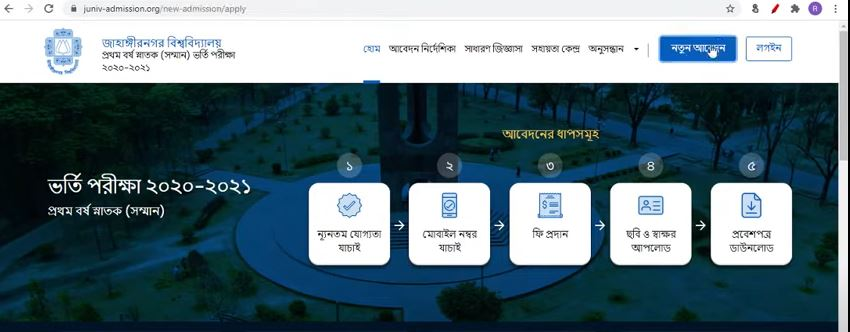 juniv-admission.org/new-admission/apply
R
জাহাঙ্গীরনগর বিশ্ববিদ্যালয়
প্রথম বর্ষ স্নাতক (সম্মান) ভর্তি পরীক্ষা
২০২০-২০২১
হোম আবেদন নির্দেশিকা সাধারণ জিজ্ঞাসা সহায়তা কেন্দ্র অনুসন্ধান নতুন আবেদন লগইন
আবেদনের ধাপসমূহ
ভর্তি পরীক্ষা ২০২০-২০২১
প্রথম বর্ষ স্নাতক (সম্মান)
১ ২ ৩ ৪ ৫
ন্যূনতম যোগ্যতা
যাচাই
মোবাইল নম্বর
যাচাই
ফি প্রদান
ছবি ও স্বাক্ষর
আপলোড
প্রবেশপত্র
ডাউনলোড